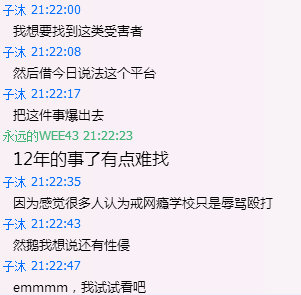 子沐 21:22:00
我想要找到这类受害者
子沐 21:22:08
然后借今日说法这个平台
子沐 21:22:17
把这件事爆出去
永远的WEE43 21:22:23
12年的事了有点难找
子沐 21:22:35
因为感觉很多人认为戒网瘾学校只是辱骂殴打
子沐 21:22:43
然鹅我想说还有性侵
子沐 21:22:47
emmmm，我试试看吧